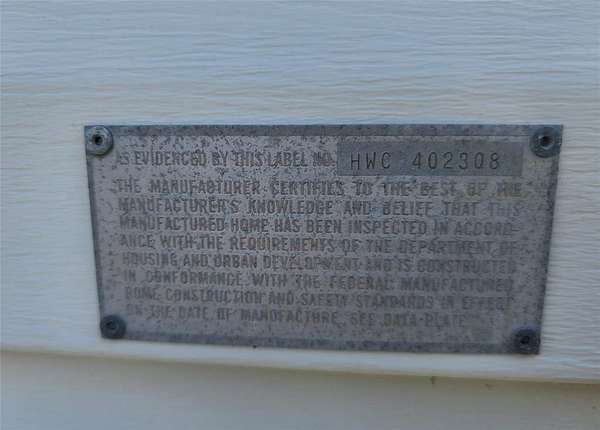 AS EVIDENCED BY THIS LABEL NO. HWC 402308
THE MANUFACTURER CERTIFIES TO THE BEST OF THE
MANUFACTURER'S KNOWLEDGE AND BELIEF THAT THIS
MANUFACTURED HOME HAS BEEN INSPECTED IN ACCORD-
ANCE WITH THE REQUIREMENTS OF THE DEPARTMENT OF
HOUSING AND URBAN DEVELOPMENT AND IS CONSTRUCTED
IN CONFORMANCE WITH THE FEDERAL MANUFACTURED
HOME CONSTRUCTION AND SAFETY STANDARDS IN EFFECT
ON THE DATE OF MANUFACTURE. SEE DATA PLATE